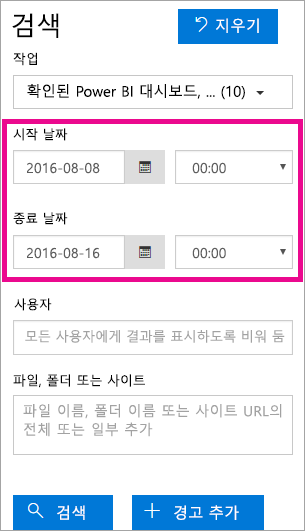 검색
지우기
작업
확인된 Power BI 대시보드, ... (10)
시작 날짜
2016-08-08
00:00
종료 날짜
2016-08-16
00:00
사용자
모든 사용자에게 결과를 표시하도록 비워 둠
파일, 폴더 또는 사이트
파일 이름, 폴더 이름 또는 사이트 URL의
전체 또는 일부 추가
검색
경고 추가